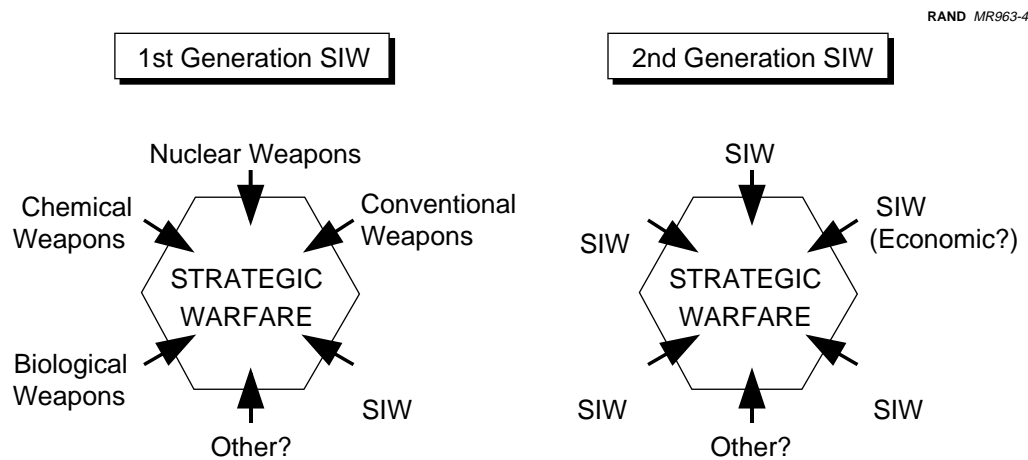 RAND MR963-4
1st Generation SIW
Nuclear Weapons
Chemical
Weapons
Conventional
Weapons
STRATEGIC
WARFARE
Biological
Weapons
SIW
Other?
2nd Generation SIW
SIW
SIW
SIW
(Economic?)
STRATEGIC
WARFARE
SIW
SIW
Other?